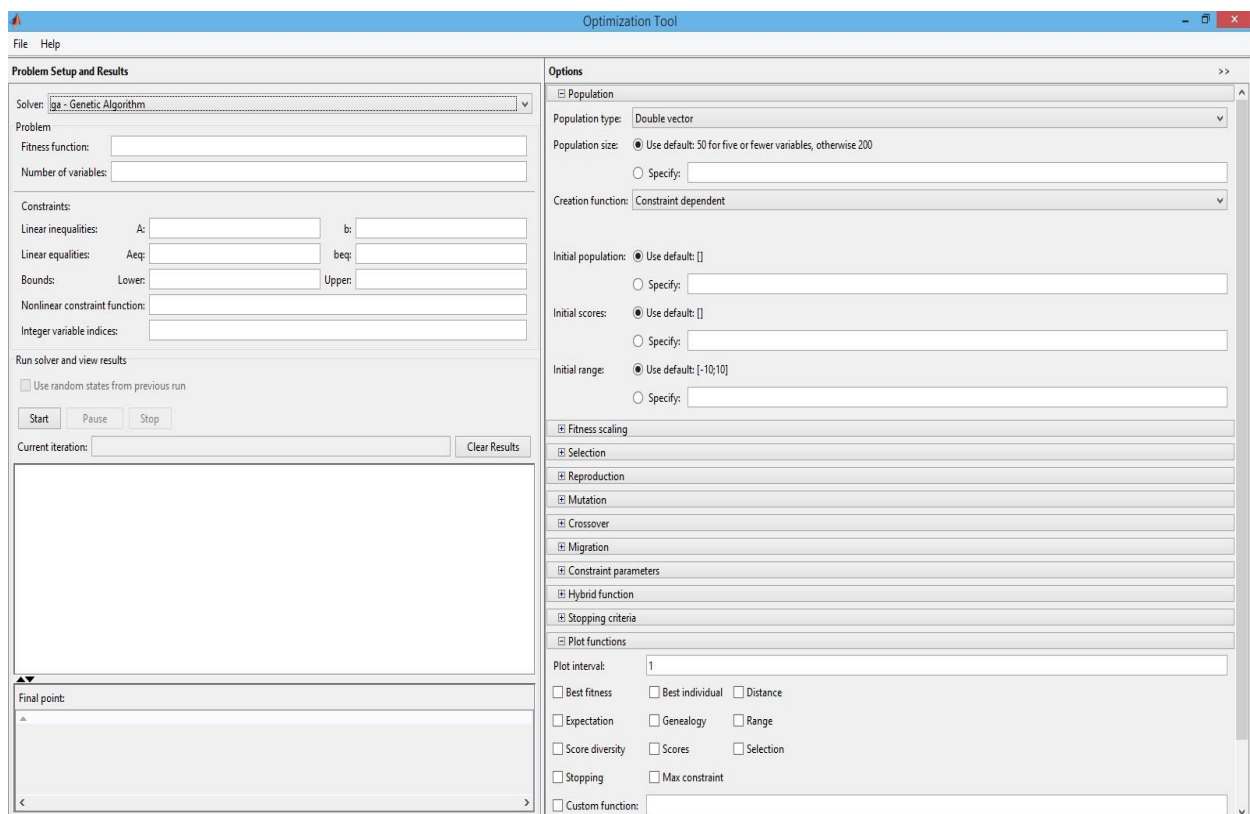 Optimization Tool
File Help
Problem Setup and Results
Solver: ga - Genetic Algorithm
Problem
Fitness function:
Number of variables:
Constraints:
Linear inequalities: A: b:
Linear equalities: Aeq: beq:
Bounds: Lower: Upper:
Nonlinear constraint function:
Integer variable indices:
Run solver and view results
Use random states from previous run
Start Pause Stop
Current iteration: Clear Results
Final point:
Options >>
Population
Population type: Double vector
Population size: Use default: 50 for five or fewer variables, otherwise 200
Specify:
Creation function: Constraint dependent
Initial population: Use default: []
Specify:
Initial scores: Use default: []
Specify:
Initial range: Use default: [-10;10]
Specify:
Fitness scaling
Selection
Reproduction
Mutation
Crossover
Migration
Constraint parameters
Hybrid function
Stopping criteria
Plot functions
Plot interval: 1
Best fitness Best individual Distance
Expectation Genealogy Range
Score diversity Scores Selection
Stopping Max constraint
Custom function: